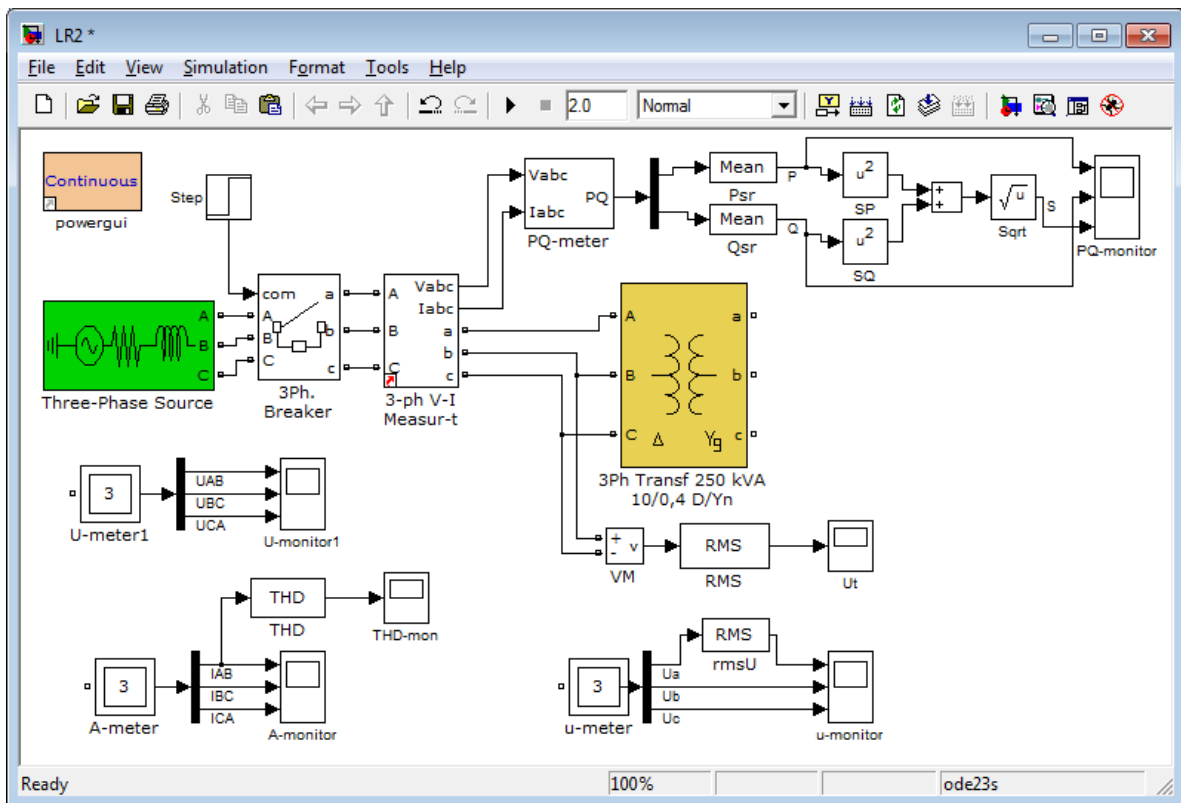 LR2 *
File Edit View Simulation Format Tools Help
2.0 Normal
Continuous
powergui
Step
Vabc
Iabc
PQ
PQ-meter
Mean
Psr
P
Mean
Qsr
Q
u2
SP
u2
SQ
+
+
√u
Sqrt
S
PQ-monitor
A
B
C
Three-Phase Source
com
A
B
C
a
b
c
3Ph.
Breaker
A
B
C
Vabc
Iabc
a
b
c
3-ph V-I
Measur-t
A
B
C
a
b
c
Δ
Yg
3Ph Transf 250 kVA
10/0,4 D/Yn
3
U-meter1
UAB
UBC
UCA
U-monitor1
+
-
v
VM
RMS
RMS
Ut
THD
THD
THD-mon
3
A-meter
IAB
IBC
ICA
A-monitor
3
u-meter
Ua
Ub
Uc
RMS
rmsU
u-monitor
Ready 100% ode23s